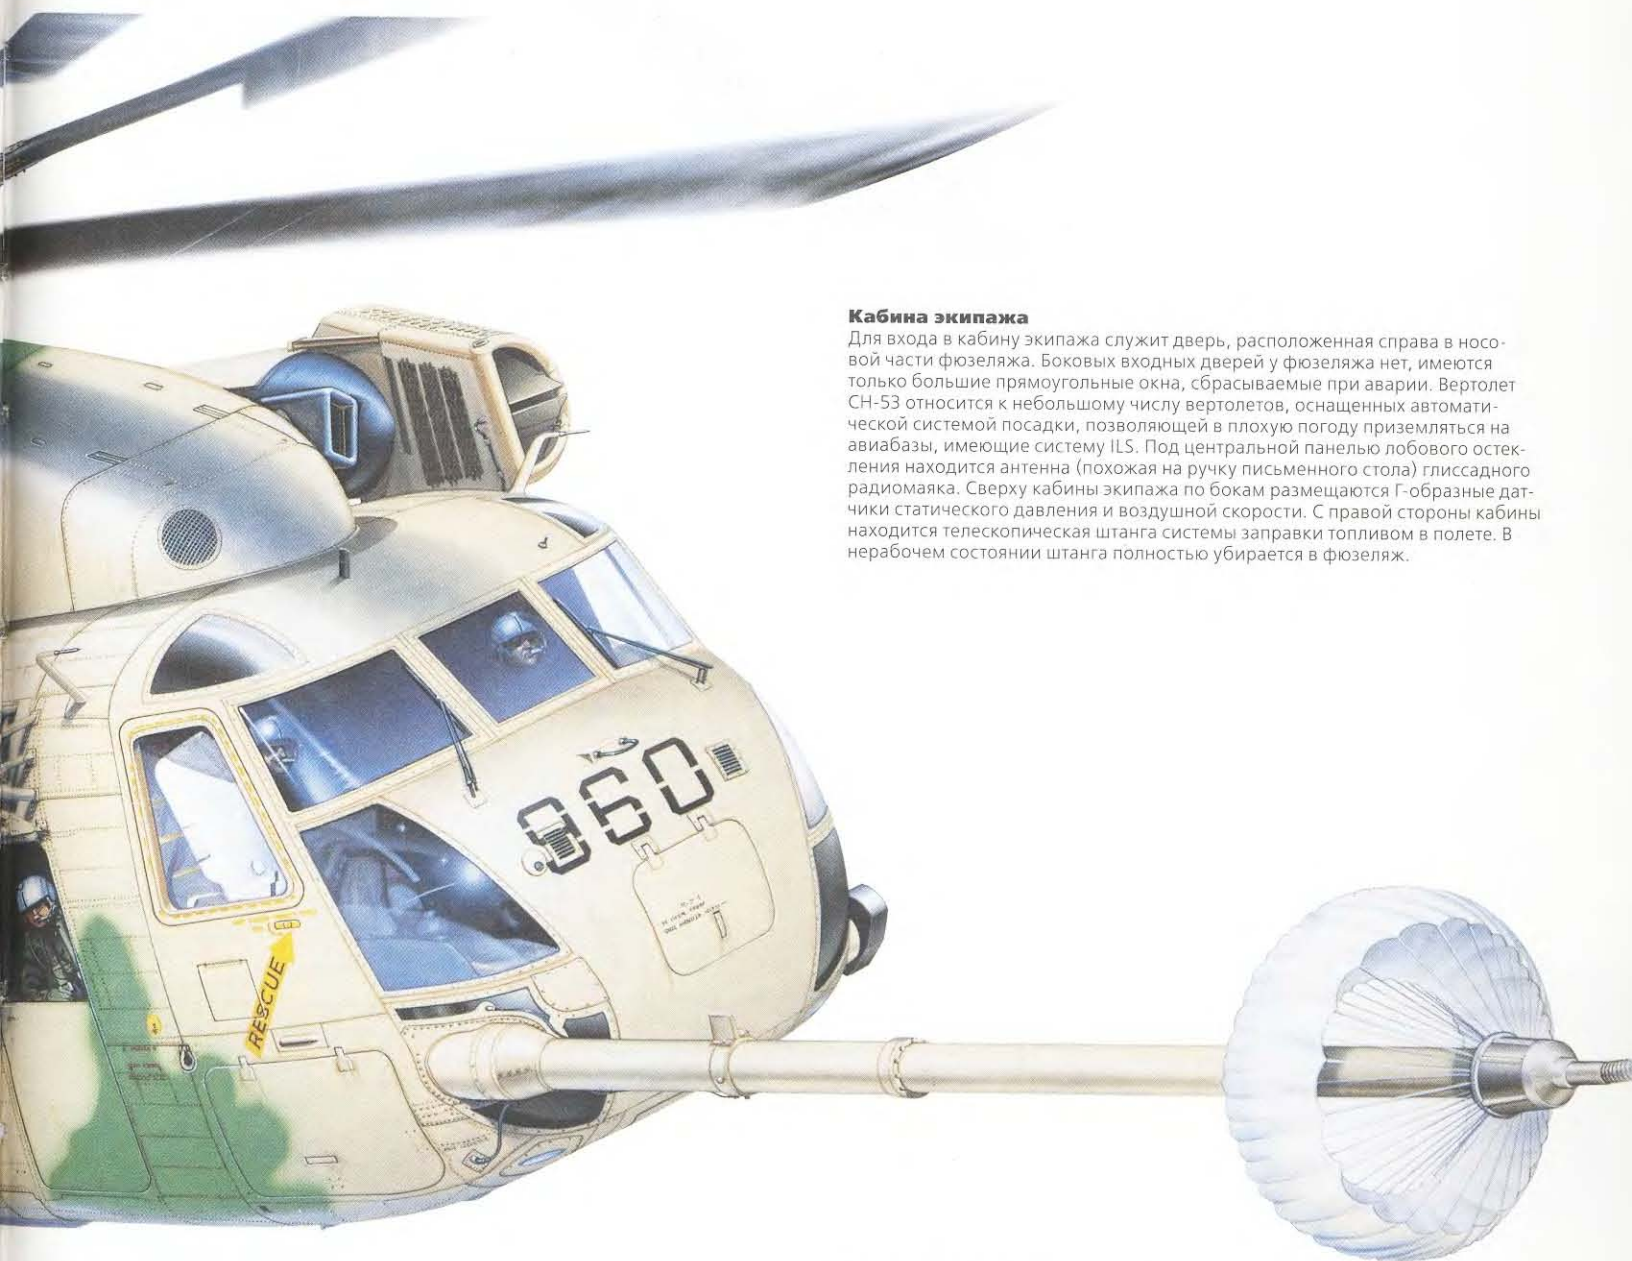 Кабина экипажа
Для входа в кабину экипажа служит дверь, расположенная справа в носо-
вой части фюзеляжа. Боковых входных дверей у фюзеляжа нет, имеются
только большие прямоугольные окна, сбрасываемые при аварии. Вертолет
СН-53 относится к небольшому числу вертолетов, оснащенных автомати-
ческой системой посадки, позволяющей в плохую погоду приземляться на
авиабазы, имеющие систему ILS. Под центральной панелью лобового остек-
ления находится антенна (похожая на ручку письменного стола) глиссадного
радиомаяка. Сверху кабины экипажа по бокам размещаются Г-образные дат-
чики статического давления и воздушной скорости. С правой стороны кабины
находится телескопическая штанга системы заправки топливом в полете. В
нерабочем состоянии штанга полностью убирается в фюзеляж.
960
RESCUE